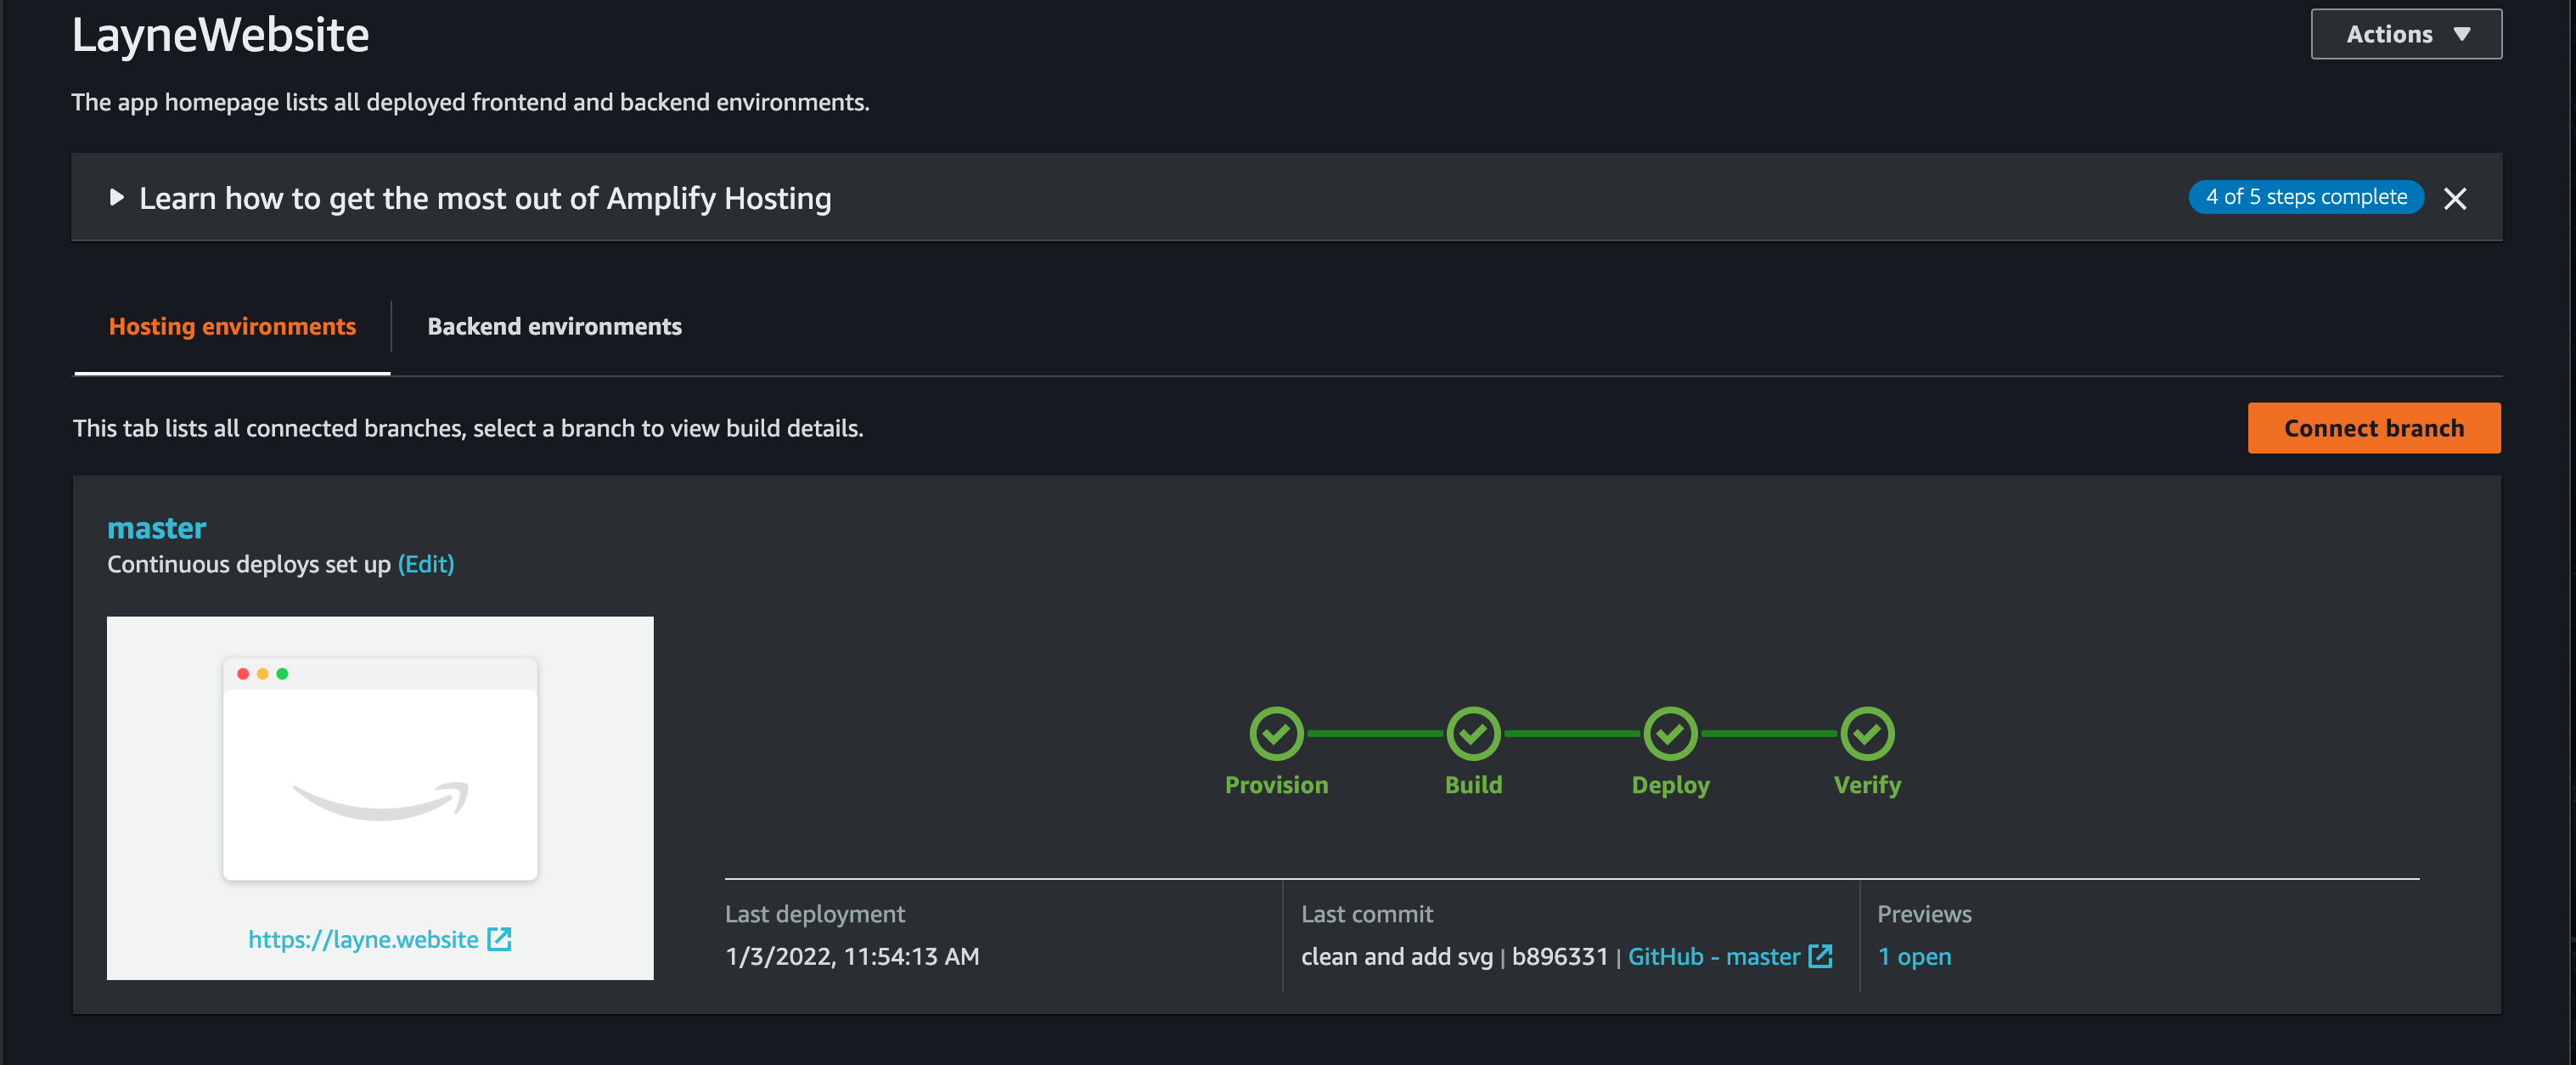 LayneWebsite
Actions
The app homepage lists all deployed frontend and backend environments.
Learn how to get the most out of Amplify Hosting
4 of 5 steps complete
Hosting environments
Backend environments
This tab lists all connected branches, select a branch to view build details.
Connect branch
master
Continuous deploys set up (Edit)
Provision
Build
Deploy
Verify
https://layne.website
Last deployment
1/3/2022, 11:54:13 AM
Last commit
clean and add svg | b896331 | GitHub - master
Previews
1 open